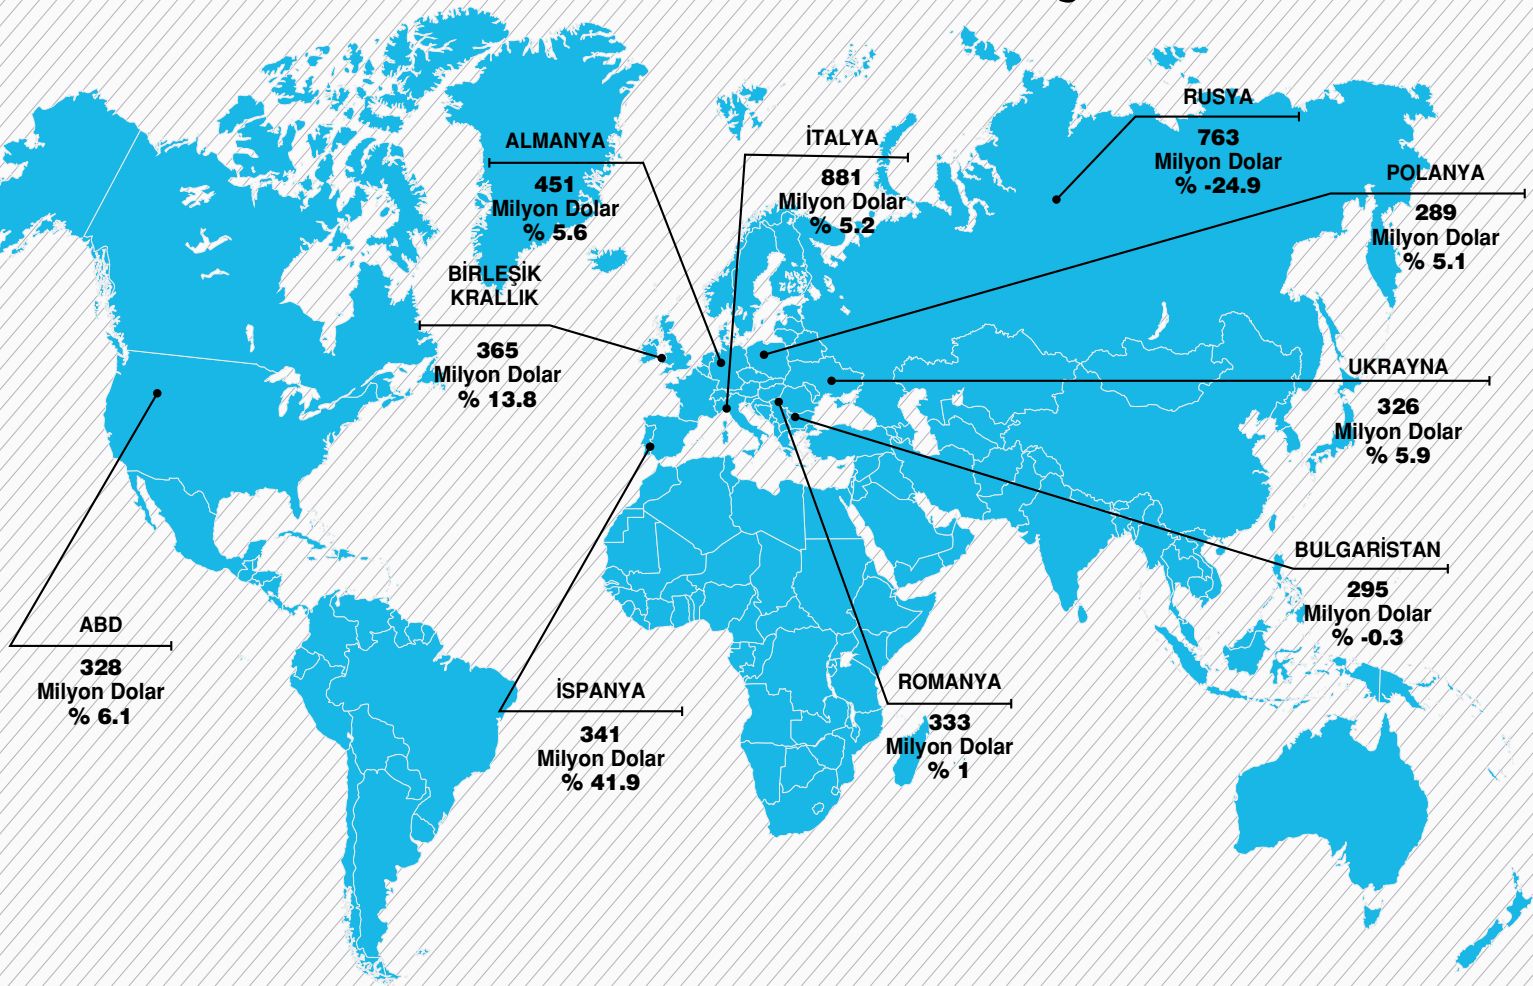 RUSYA
763
Milyon Dolar
% -24.9
ALMANYA
451
Milyon Dolar
% 5.6
İTALYA
881
Milyon Dolar
% 5.2
POLANYA
289
Milyon Dolar
% 5.1
BİRLEŞİK
KRALLIK
365
Milyon Dolar
% 13.8
UKRAYNA
326
Milyon Dolar
% 5.9
BULGARİSTAN
295
Milyon Dolar
% -0.3
ABD
328
Milyon Dolar
% 6.1
İSPANYA
341
Milyon Dolar
% 41.9
ROMANYA
333
Milyon Dolar
% 1